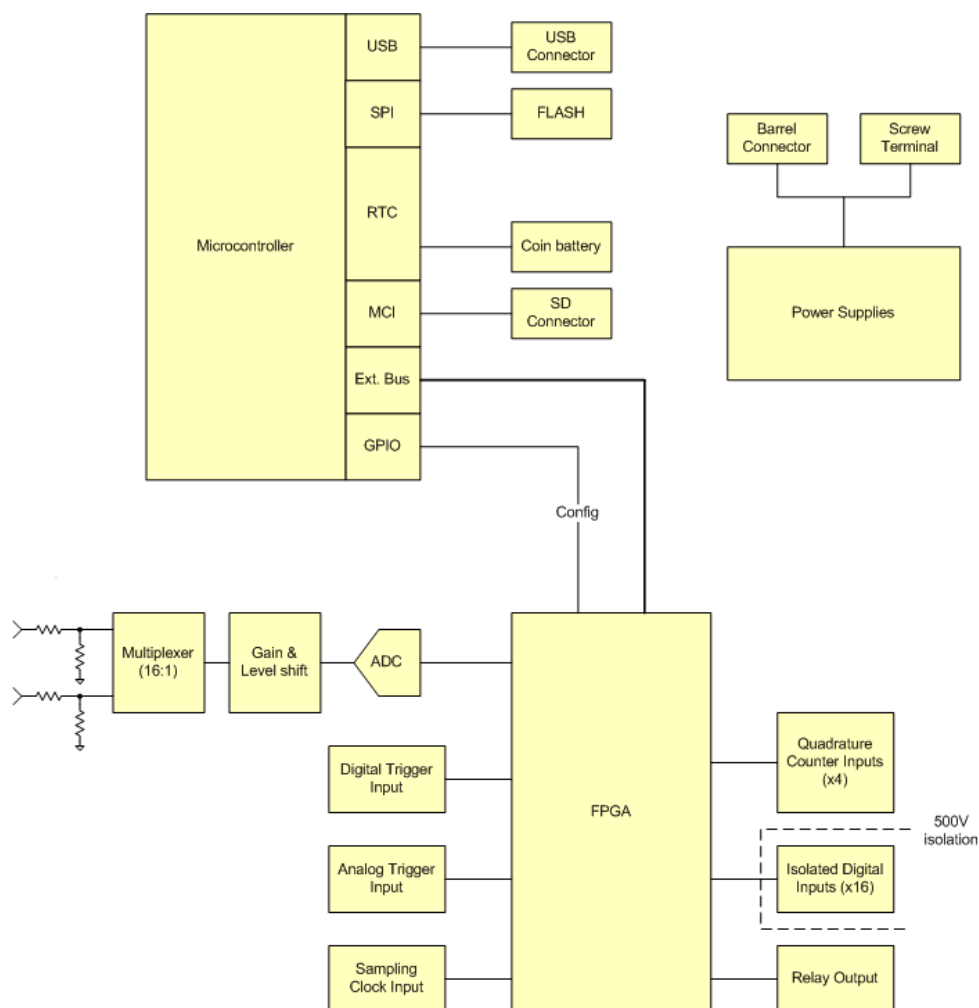 USB
USB
Connector
SPI
FLASH
Barrel
Connector
Screw
Terminal
RTC
Microcontroller
Coin battery
MCI
SD
Connector
Power Supplies
Ext. Bus
GPIO
Config
Multiplexer
(16:1)
Gain &
Level shift
ADC
Digital Trigger
Input
FPGA
Quadrature
Counter Inputs
(x4)
500V
isolation
Analog Trigger
Input
Isolated Digital
Inputs (x16)
Sampling
Clock Input
Relay Output